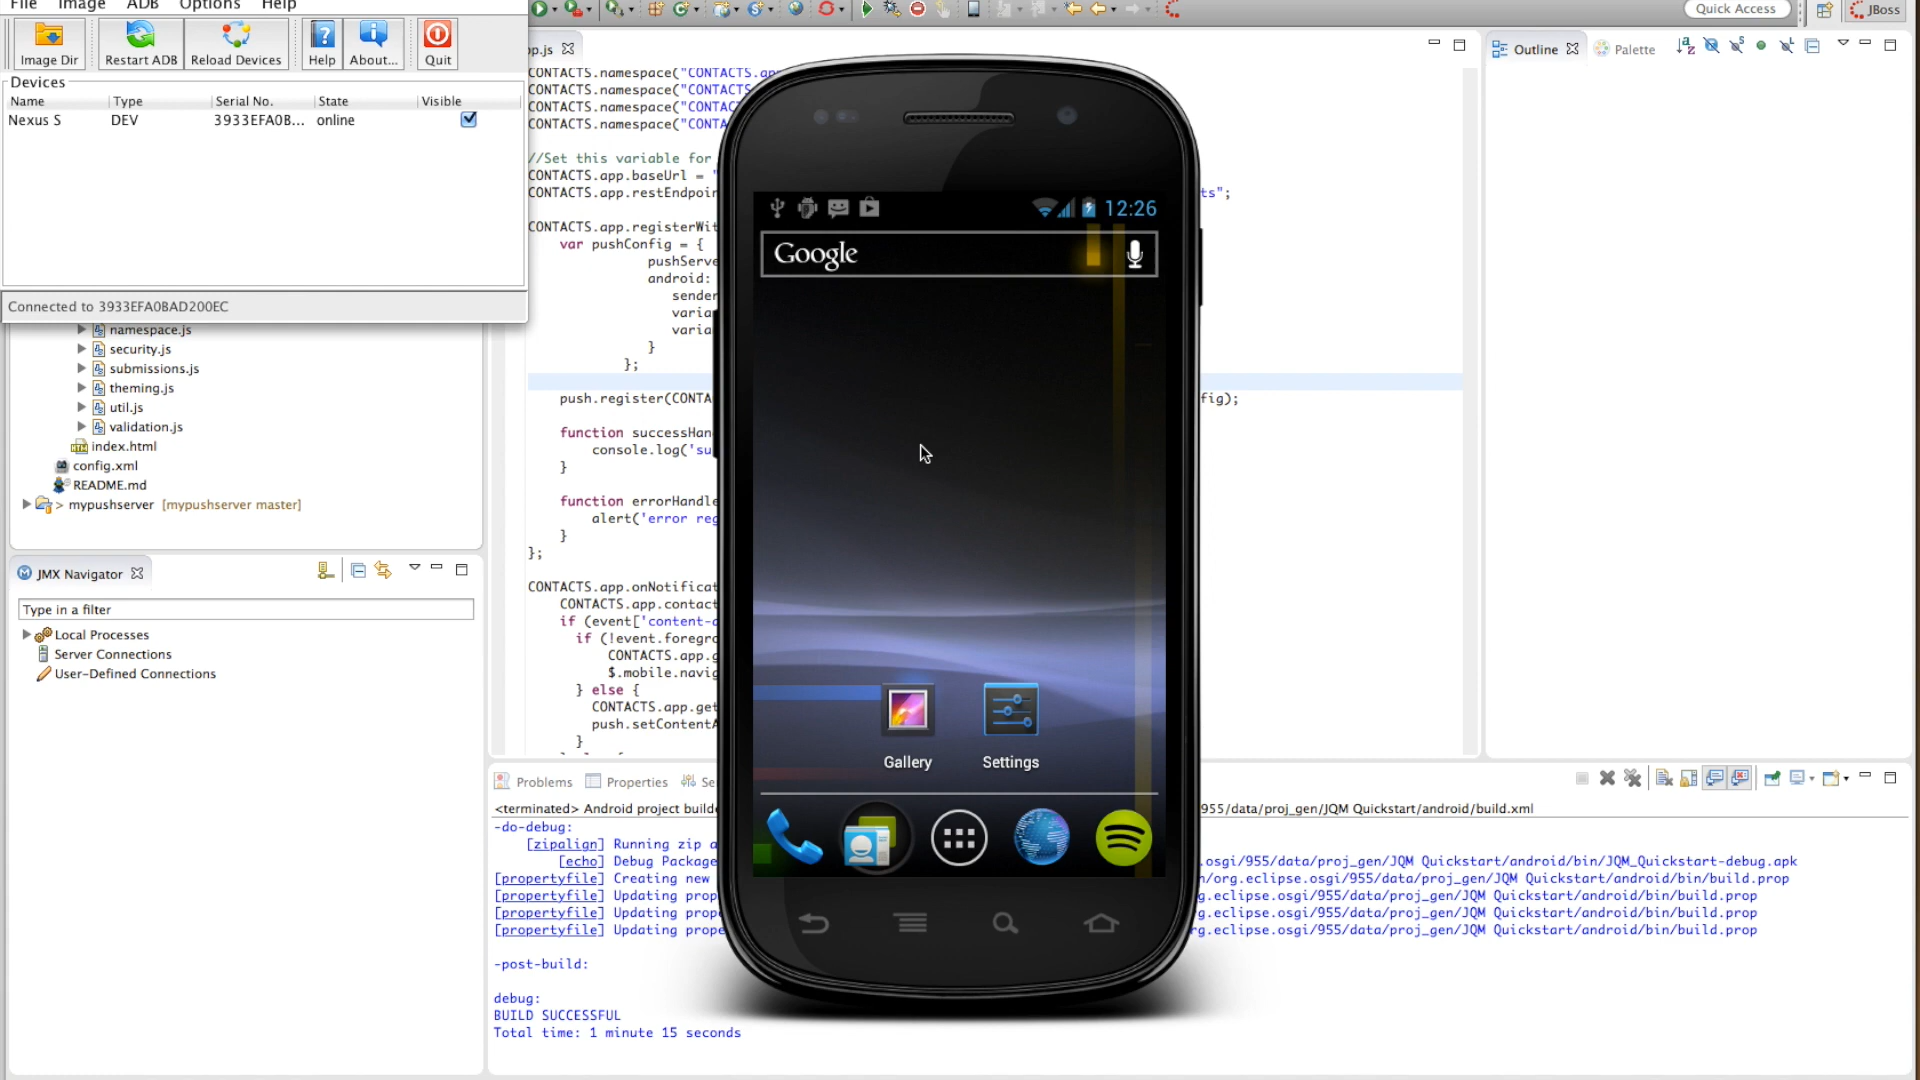 File Image ADB Options Help
Quick Access
JBoss
Image Dir Restart ADB Reload Devices Help About... Quit
Devices
Name Type Serial No. State Visible
Nexus S DEV 3933EFA0B... online
Connected to 3933EFA0BAD200EC
namespace.js
security.js
submissions.js
theming.js
util.js
validation.js
index.html
config.xml
README.md
> mypushserver [mypushserver master]
JMX Navigator
Type in a filter
Local Processes
Server Connections
User-Defined Connections
pp.js
CONTACTS.namespace("CONTACTS.ap
CONTACTS.namespace("CONTACTS
CONTACTS.namespace("CONTAC
CONTACTS.namespace("CONTA
//Set this variable for
CONTACTS.app.baseUrl = "
CONTACTS.app.restEndpoin ts";
CONTACTS.app.registerWit
var pushConfig = {
pushServe
android:
sender
varia
varia
}
};
push.register(CONTA fig);
function successHan
console.log('su
}
function errorHandle
alert('error reg
}
};
CONTACTS.app.onNotificat
CONTACTS.app.contact
if (event['content-a
if (!event.foregro
CONTACTS.app.g
$.mobile.navig
} else {
CONTACTS.app.get
push.setContentA
}
12:26
Google
Gallery Settings
Outline Palette
Problems Properties Se
<terminated> Android project builde 955/data/proj_gen/JQM Quickstart/android/build.xml
-do-debug:
[zipalign] Running zip a
[echo] Debug Package .osgi/955/data/proj_gen/JQM Quickstart/android/bin/JQM_Quickstart-debug.apk
[propertyfile] Creating new n/org.eclipse.osgi/955/data/proj_gen/JQM Quickstart/android/bin/build.prop
[propertyfile] Updating prop g.eclipse.osgi/955/data/proj_gen/JQM Quickstart/android/bin/build.prop
[propertyfile] Updating prope g.eclipse.osgi/955/data/proj_gen/JQM Quickstart/android/bin/build.prop
[propertyfile] Updating prope rg.eclipse.osgi/955/data/proj_gen/JQM Quickstart/android/bin/build.prop
-post-build:
debug:
BUILD SUCCESSFUL
Total time: 1 minute 15 seconds